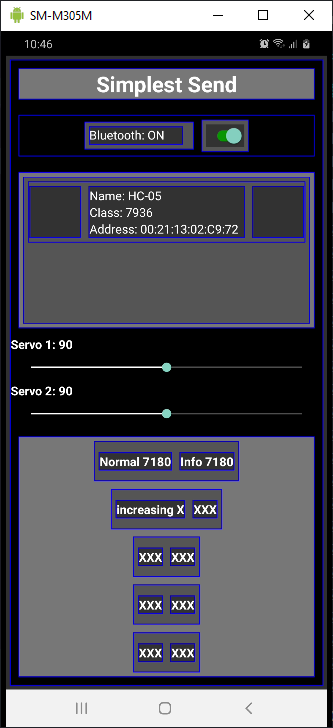 SM-M305M
10:46
Simplest Send
Bluetooth: ON
Name: HC-05
Class: 7936
Address: 00:21:13:02:C9:72
Servo 1: 90
Servo 2: 90
Normal 7180 Info 7180
increasing X XXX
XXX XXX
XXX XXX
XXX XXX